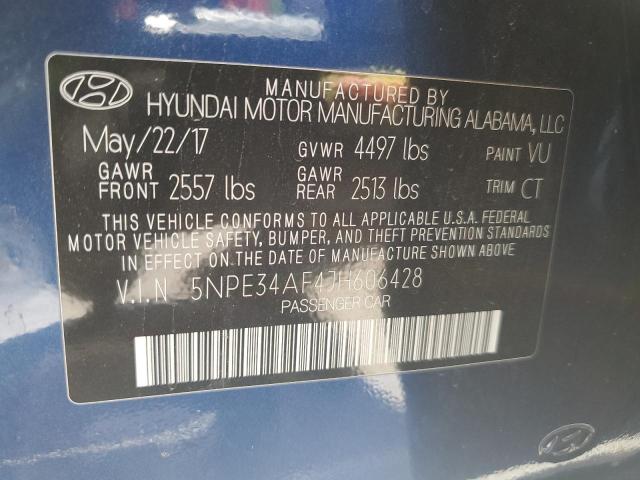 MANUFACTURED BY
HYUNDAI MOTOR MANUFACTURING ALABAMA, LLC
May/22/17 GVWR 4497 lbs PAINT VU
GAWR FRONT 2557 lbs GAWR REAR 2513 lbs TRIM CT
THIS VEHICLE CONFORMS TO ALL APPLICABLE U.S.A. FEDERAL
MOTOR VEHICLE SAFETY, BUMPER, AND THEFT PREVENTION STANDARDS
IN EFFECT ON THE DATE OF MANUFACTURE SHOWN ABOVE.
V.I.N 5NPE34AF4JH606428
PASSENGER CAR